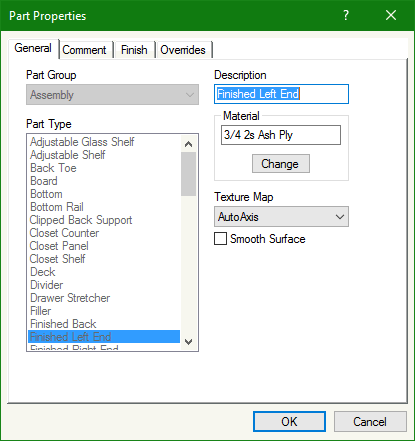 Part Properties
?
General Comment Finish Overrides
Part Group
Assembly
Part Type
Adjustable Glass Shelf
Adjustable Shelf
Back Toe
Board
Bottom
Bottom Rail
Clipped Back Support
Closet Counter
Closet Panel
Closet Shelf
Deck
Divider
Drawer Stretcher
Filler
Finished Back
Finished Left End
Finished Right End
Description
Finished Left End
Material
3/4 2s Ash Ply
Change
Texture Map
AutoAxis
Smooth Surface
OK Cancel